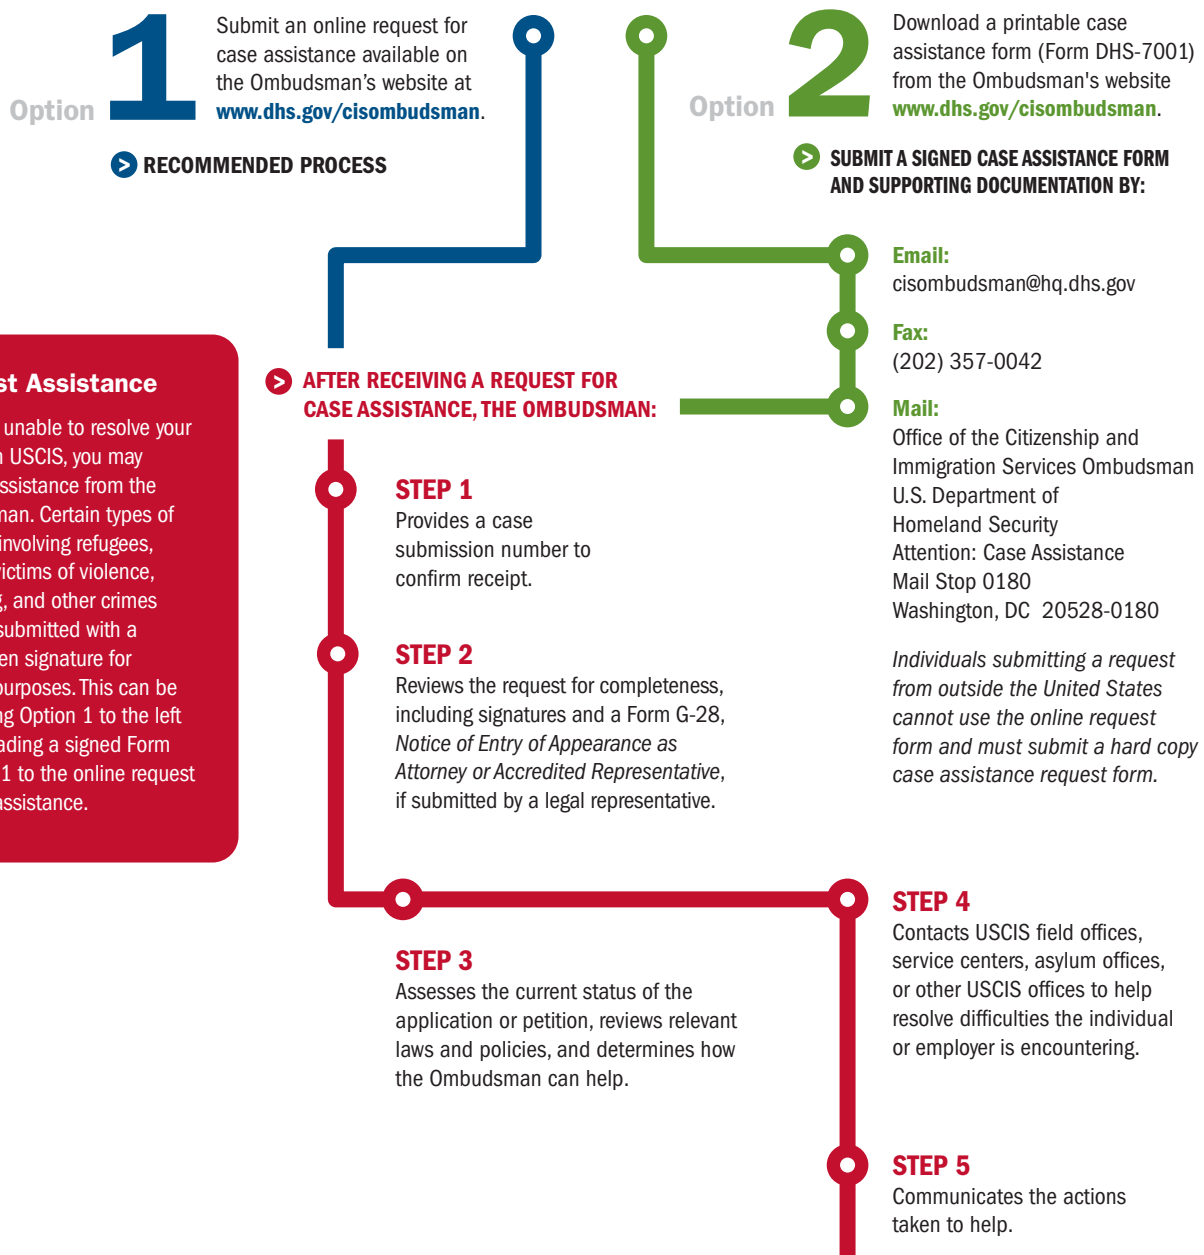 Option 1
Submit an online request for
case assistance available on
the Ombudsman’s website at
www.dhs.gov/cisombudsman.
RECOMMENDED PROCESS
Option 2
Download a printable case
assistance form (Form DHS-7001)
from the Ombudsman's website
www.dhs.gov/cisombudsman.
SUBMIT A SIGNED CASE ASSISTANCE FORM
AND SUPPORTING DOCUMENTATION BY:
Email:
cisombudsman@hq.dhs.gov
Fax:
(202) 357-0042
Mail:
Office of the Citizenship and
Immigration Services Ombudsman
U.S. Department of
Homeland Security
Attention: Case Assistance
Mail Stop 0180
Washington, DC 20528-0180
Individuals submitting a request
from outside the United States
cannot use the online request
form and must submit a hard copy
case assistance request form.
Assistance
unable to resolve your
USCIS, you may
assistance from the
Certain types of
involving refugees,
victims of violence,
and other crimes
submitted with a
signature for
purposes. This can be
Option 1 to the left
a signed Form
1 to the online request
assistance.
AFTER RECEIVING A REQUEST FOR
CASE ASSISTANCE, THE OMBUDSMAN:
STEP 1
Provides a case
submission number to
confirm receipt.
STEP 2
Reviews the request for completeness,
including signatures and a Form G-28,
Notice of Entry of Appearance as
Attorney or Accredited Representative,
if submitted by a legal representative.
STEP 3
Assesses the current status of the
application or petition, reviews relevant
laws and policies, and determines how
the Ombudsman can help.
STEP 4
Contacts USCIS field offices,
service centers, asylum offices,
or other USCIS offices to help
resolve difficulties the individual
or employer is encountering.
STEP 5
Communicates the actions
taken to help.